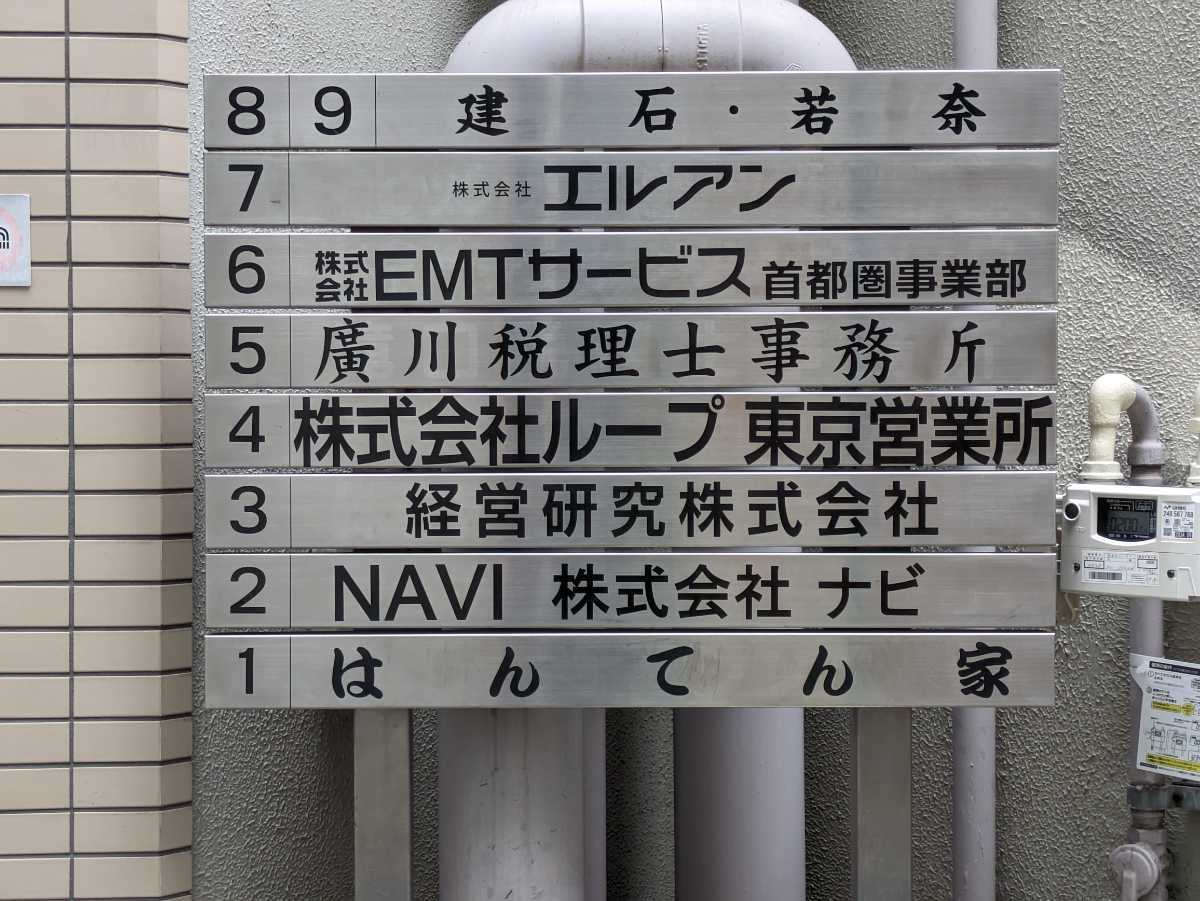 8 9 建石・若奈
7 株式会社 エルアン
6 株式会社 EMTサービス 首都圏事業部
5 廣川税理士事務斤
4 株式会社ループ 東京営業所
3 経営研究株式会社
2 NAVI 株式会社 ナビ
1 はんてん家